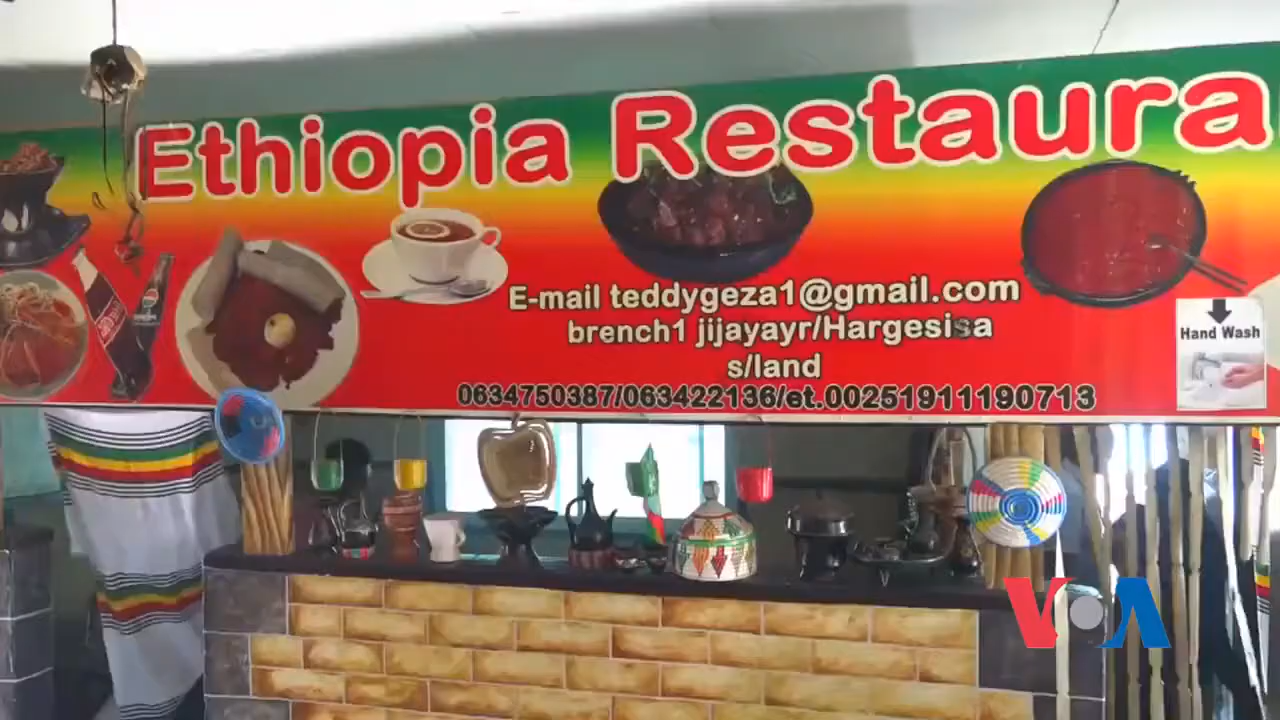 Ethiopia Restaura
E-mail teddygeza1@gmail.com
brench1 jijayayr/Hargesisa
s/land
0634750387/063422136/et.00251911190713
Hand Wash
VOA